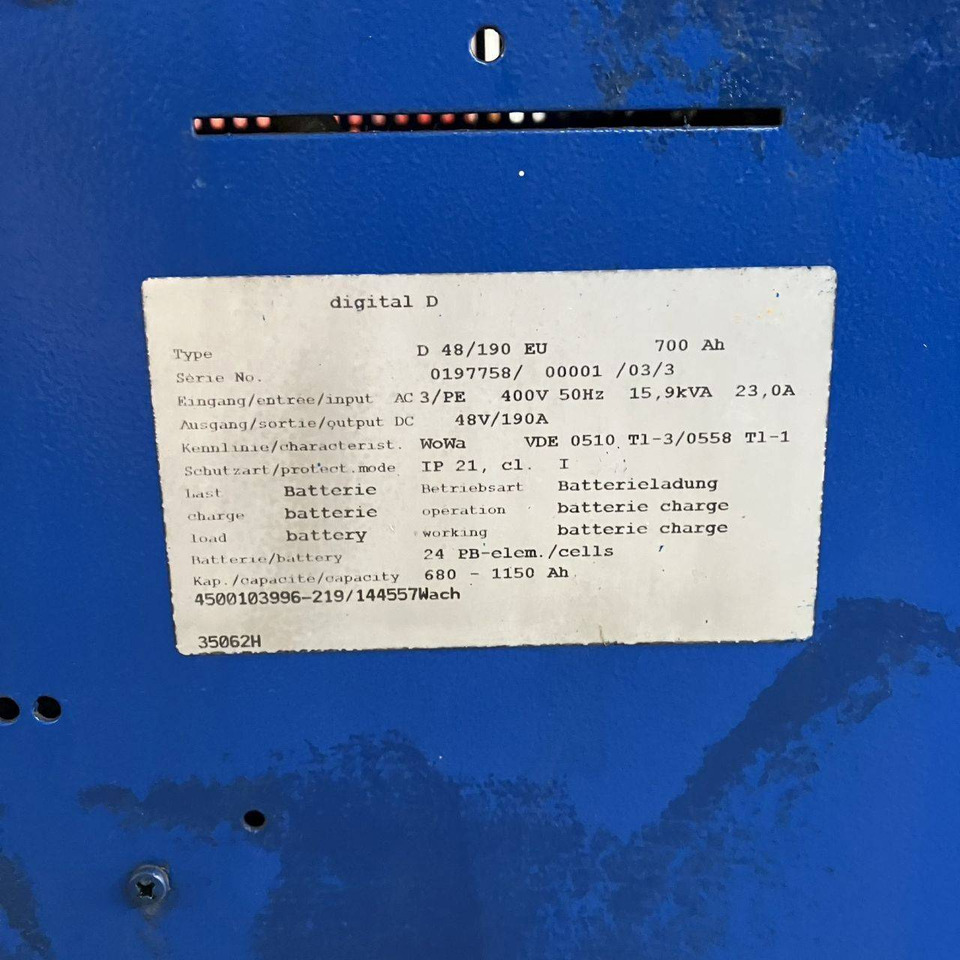 digital D
Type D 48/190 EU 700 Ah
Serie No. 0197758/ 00001 /03/3
Eingang/entree/input AC 3/PE 400V 50Hz 15,9kVA 23,0A
Ausgang/sortie/output DC 48V/190A
Kennlinie/characterist. WoWa VDE 0510 Tl-3/0558 Tl-1
Schutzart/protect.mode IP 21, cl. I
Last Batterie Betriebsart Batterieladung
charge batterie operation batterie charge
load battery working batterie charge
Batterie/battery 24 PB-elem./cells
Kap./capacite/capacity 680 - 1150 Ah
4500103996-219/144557Wach
35062H